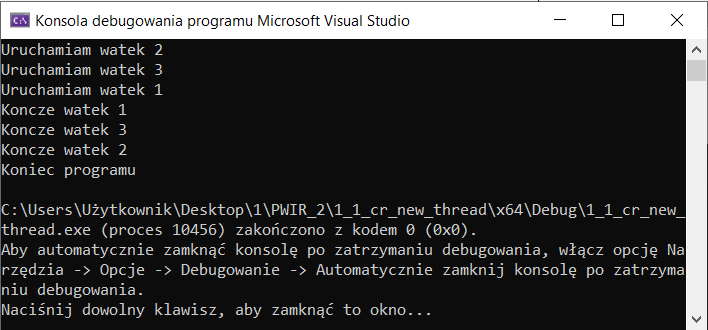 Konsola debugowania programu Microsoft Visual Studio
Uruchamiam watek 2
Uruchamiam watek 3
Uruchamiam watek 1
Koncze watek 1
Koncze watek 3
Koncze watek 2
Koniec programu
C:\Users\Użytkownik\Desktop\1\PWIR_2\1_1_cr_new_thread\x64\Debug\1_1_cr_new_
thread.exe (proces 10456) zakończono z kodem 0 (0x0).
Aby automatycznie zamknąć konsolę po zatrzymaniu debugowania, włącz opcję Na
rzędzia -> Opcje -> Debugowanie -> Automatycznie zamknij konsolę po zatrzyma
niu debugowania.
Naciśnij dowolny klawisz, aby zamknąć to okno...